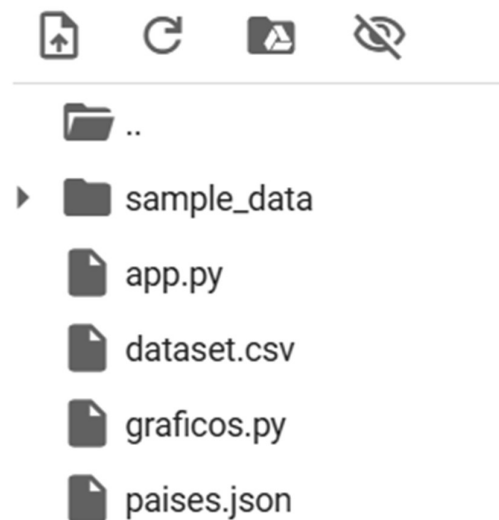 ..
sample_data
app.py
dataset.csv
graficos.py
paises.json